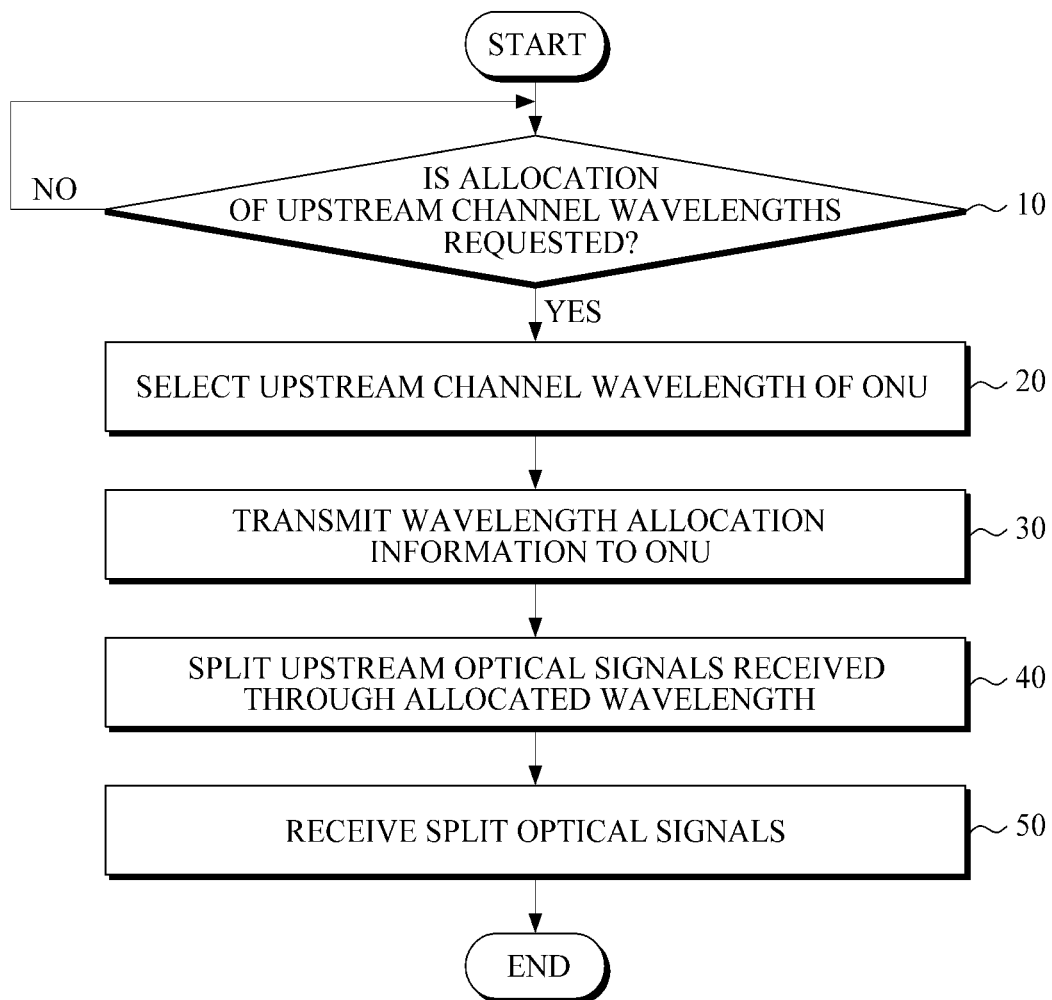 START
NO
IS ALLOCATION
OF UPSTREAM CHANNEL WAVELENGTHS
REQUESTED?
10
YES
SELECT UPSTREAM CHANNEL WAVELENGTH OF ONU
20
TRANSMIT WAVELENGTH ALLOCATION
INFORMATION TO ONU
30
SPLIT UPSTREAM OPTICAL SIGNALS RECEIVED
THROUGH ALLOCATED WAVELENGTH
40
RECEIVE SPLIT OPTICAL SIGNALS
50
END